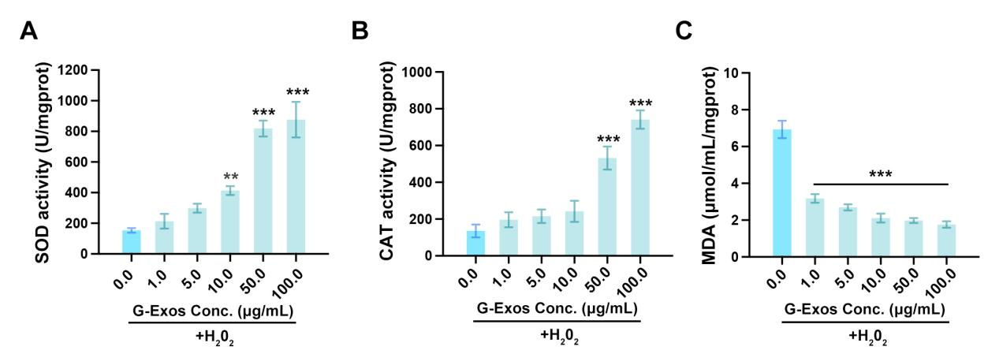 A
SOD activity (U/mgprot)
1200
1000
800
600
400
200
0
**
***
***
0.0 1.0 5.0 10.0 50.0 100.0
G-Exos Conc. (μg/mL)
+H₂0₂
B
CAT activity (U/mgprot)
1000
800
600
400
200
0
***
***
0.0 1.0 5.0 10.0 50.0 100.0
G-Exos Conc. (μg/mL)
+H₂0₂
C
MDA (μmol/mL/mgprot)
10
8
6
4
2
0
***
0.0 1.0 5.0 10.0 50.0 100.0
G-Exos Conc. (μg/mL)
+H₂0₂